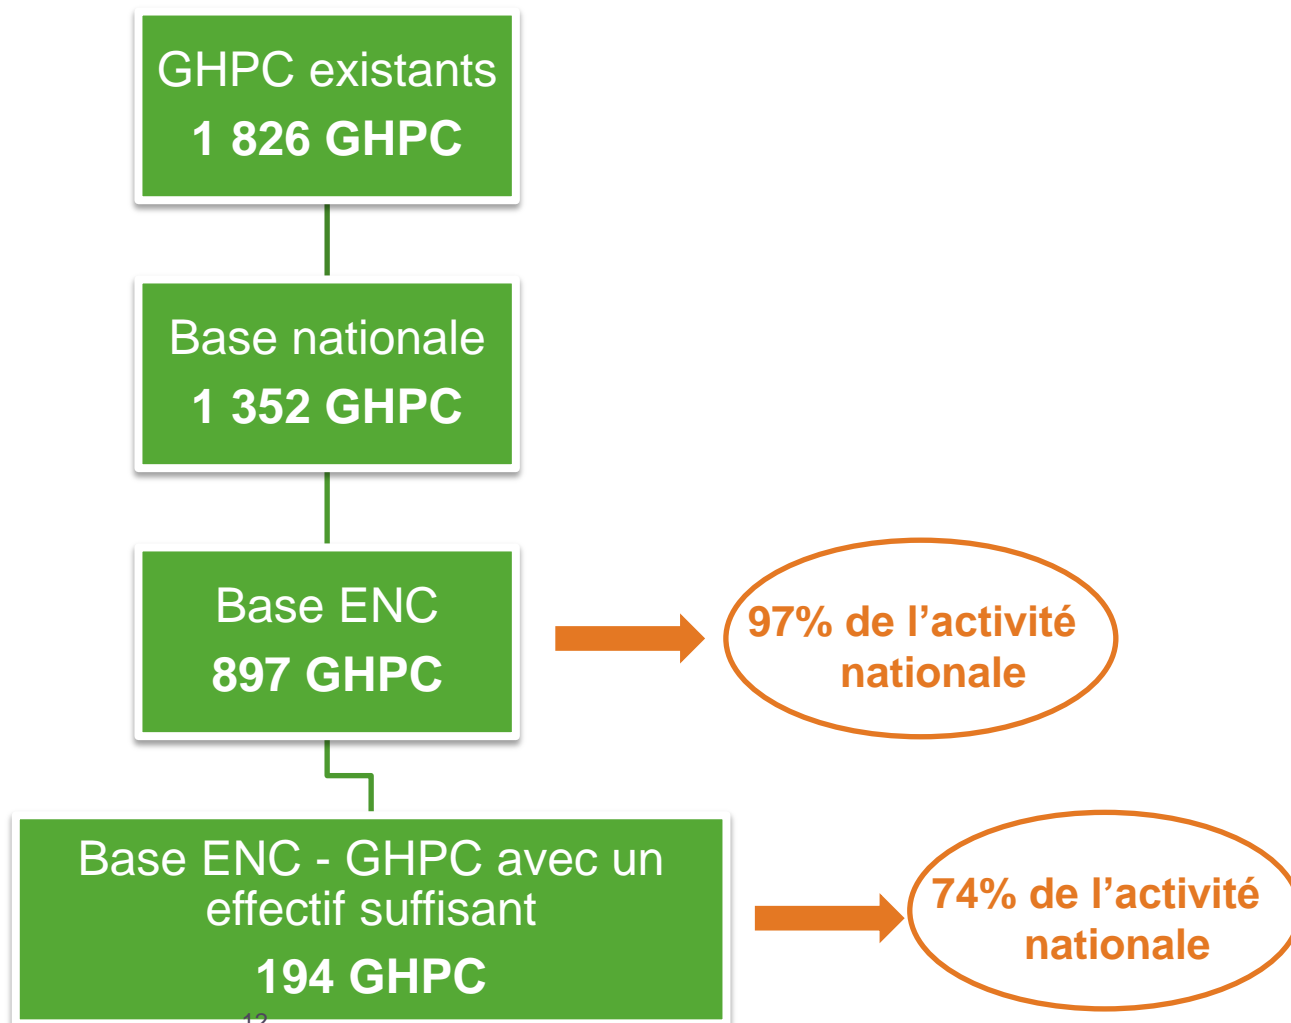 GHPC existants
1 826 GHPC
Base nationale
1 352 GHPC
Base ENC
897 GHPC
97% de l’activité
nationale
Base ENC - GHPC avec un
effectif suffisant
194 GHPC
74% de l’activité
nationale
12